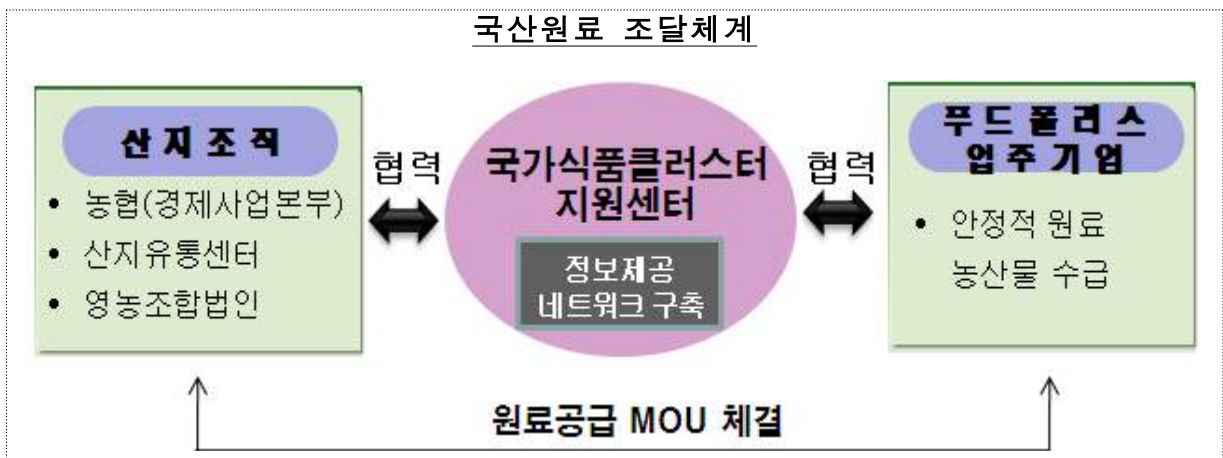 국산원료 조달체계
산지조직
• 농협(경제사업본부)
• 산지유통센터
• 영농조합법인
협력
국가식품클러스터
지원센터
정보제공
네트워크 구축
협력
푸드폴리스
업주기업
• 안정적 원료
농산물 수급
원료공급 MOU 체결